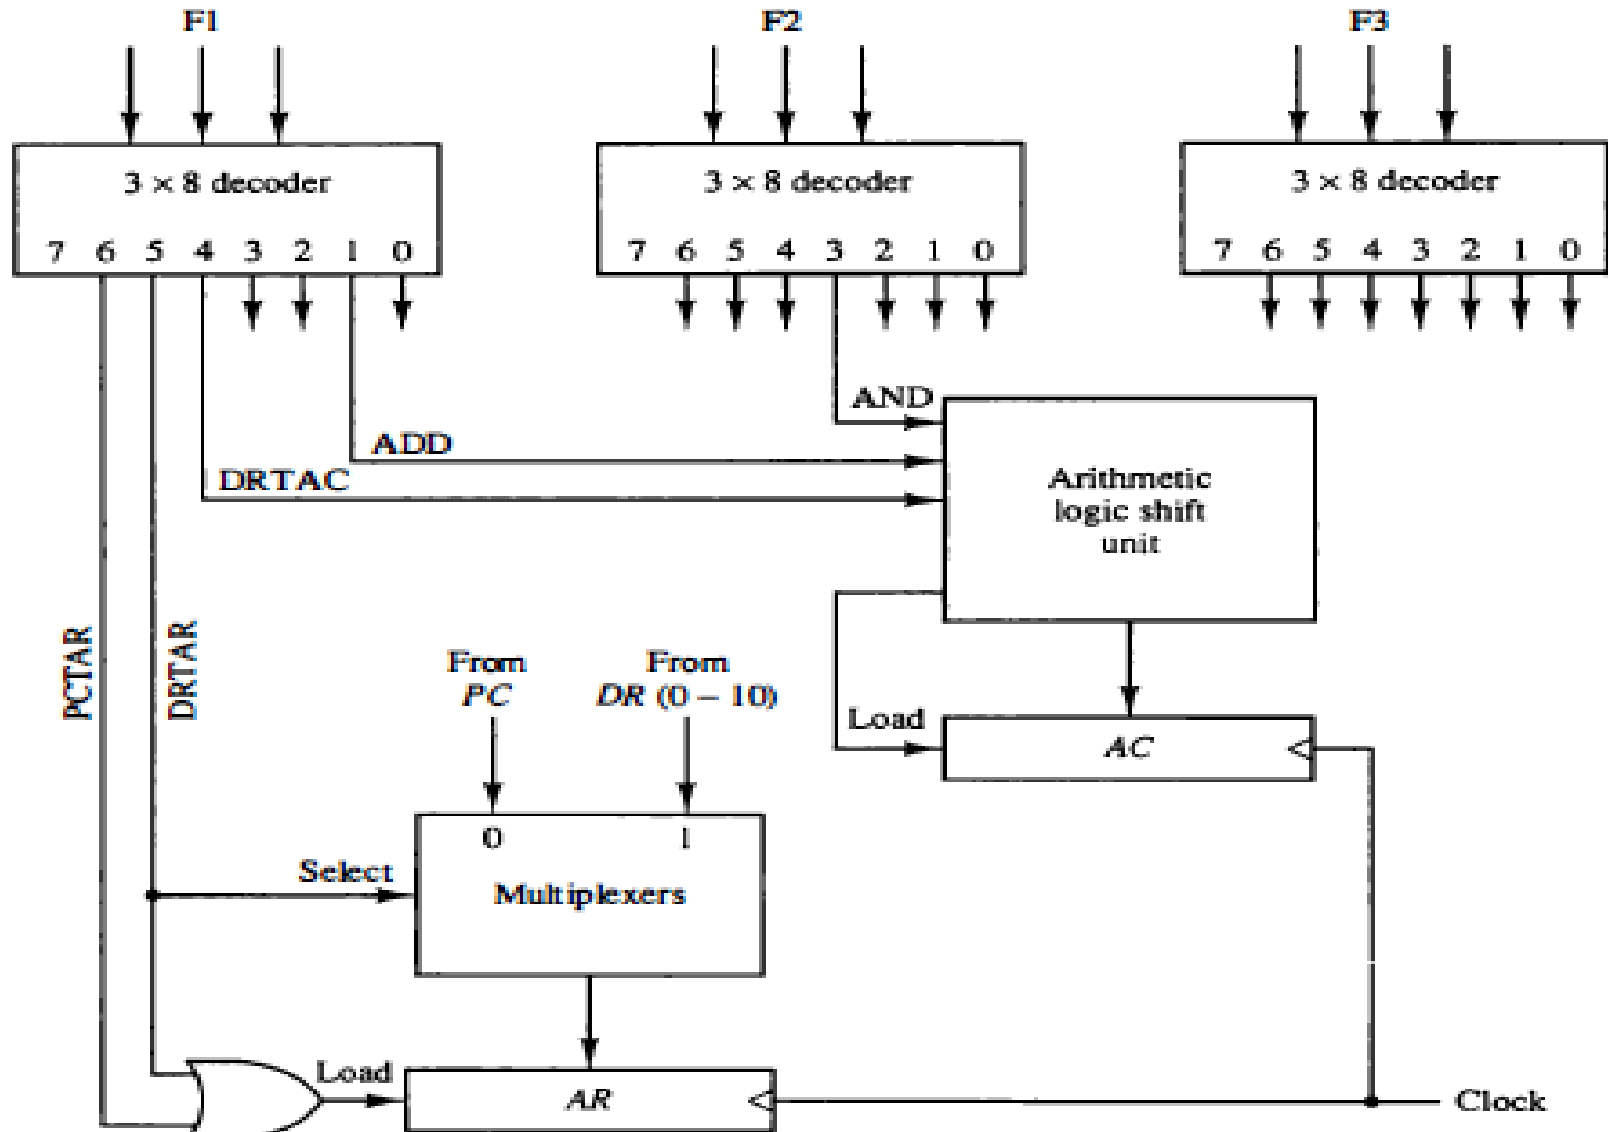 F1
F2
F3
3 × 8 decoder
3 × 8 decoder
3 × 8 decoder
7 6 5 4 3 2 1 0
7 6 5 4 3 2 1 0
7 6 5 4 3 2 1 0
AND
ADD
DRTAC
Arithmetic
logic shift
unit
PCTAR
DRTAR
From
PC
From
DR (0 – 10)
Load
AC
0
1
Select
Multiplexers
Load
AR
Clock